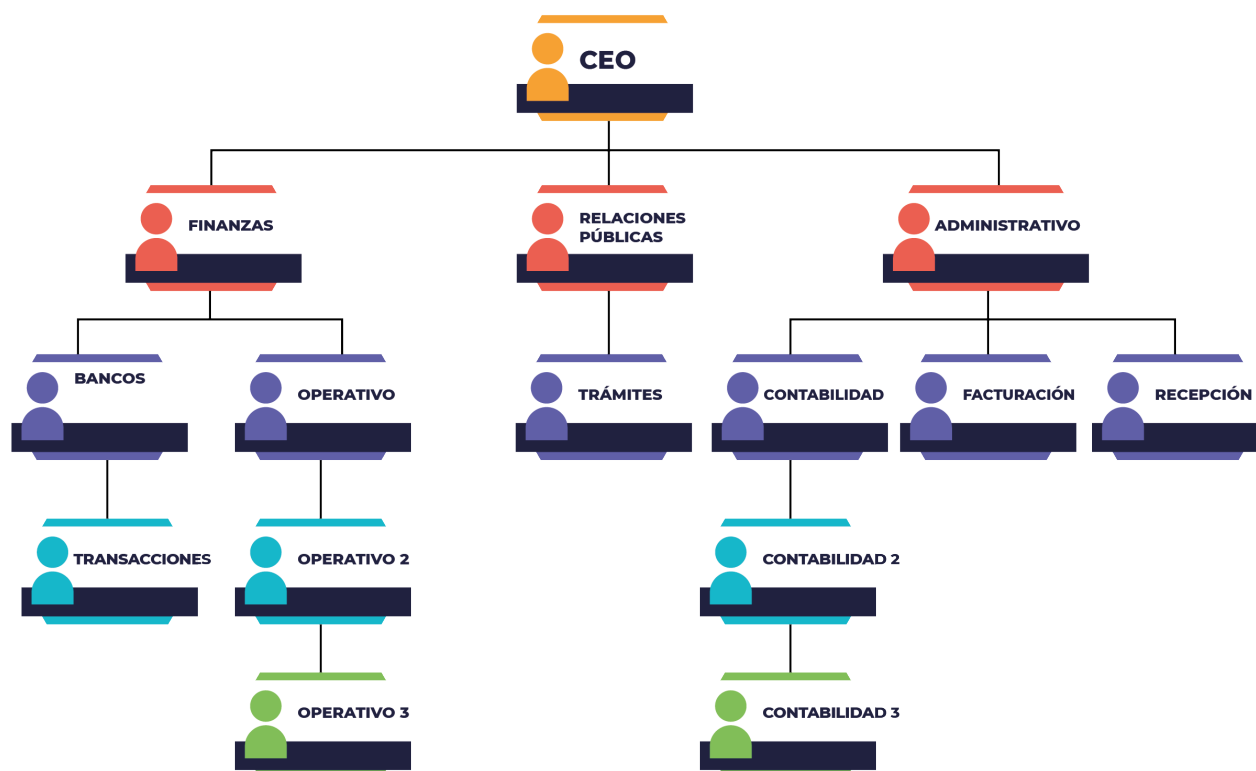 CEO
FINANZAS
RELACIONES
PÚBLICAS
ADMINISTRATIVO
BANCOS
OPERATIVO
TRÁMITES
CONTABILIDAD
FACTURACIÓN
RECEPCIÓN
TRANSACCIONES
OPERATIVO 2
CONTABILIDAD 2
OPERATIVO 3
CONTABILIDAD 3